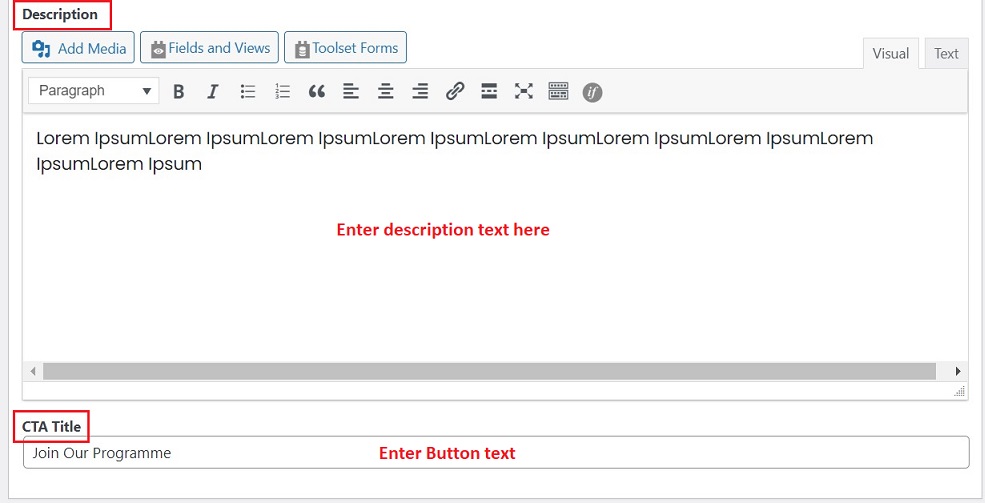 Description
Add Media Fields and Views Toolset Forms
Visual Text
Paragraph B I if
Lorem IpsumLorem IpsumLorem IpsumLorem IpsumLorem IpsumLorem IpsumLorem IpsumLorem
IpsumLorem Ipsum
Enter description text here
CTA Title
Join Our Programme Enter Button text